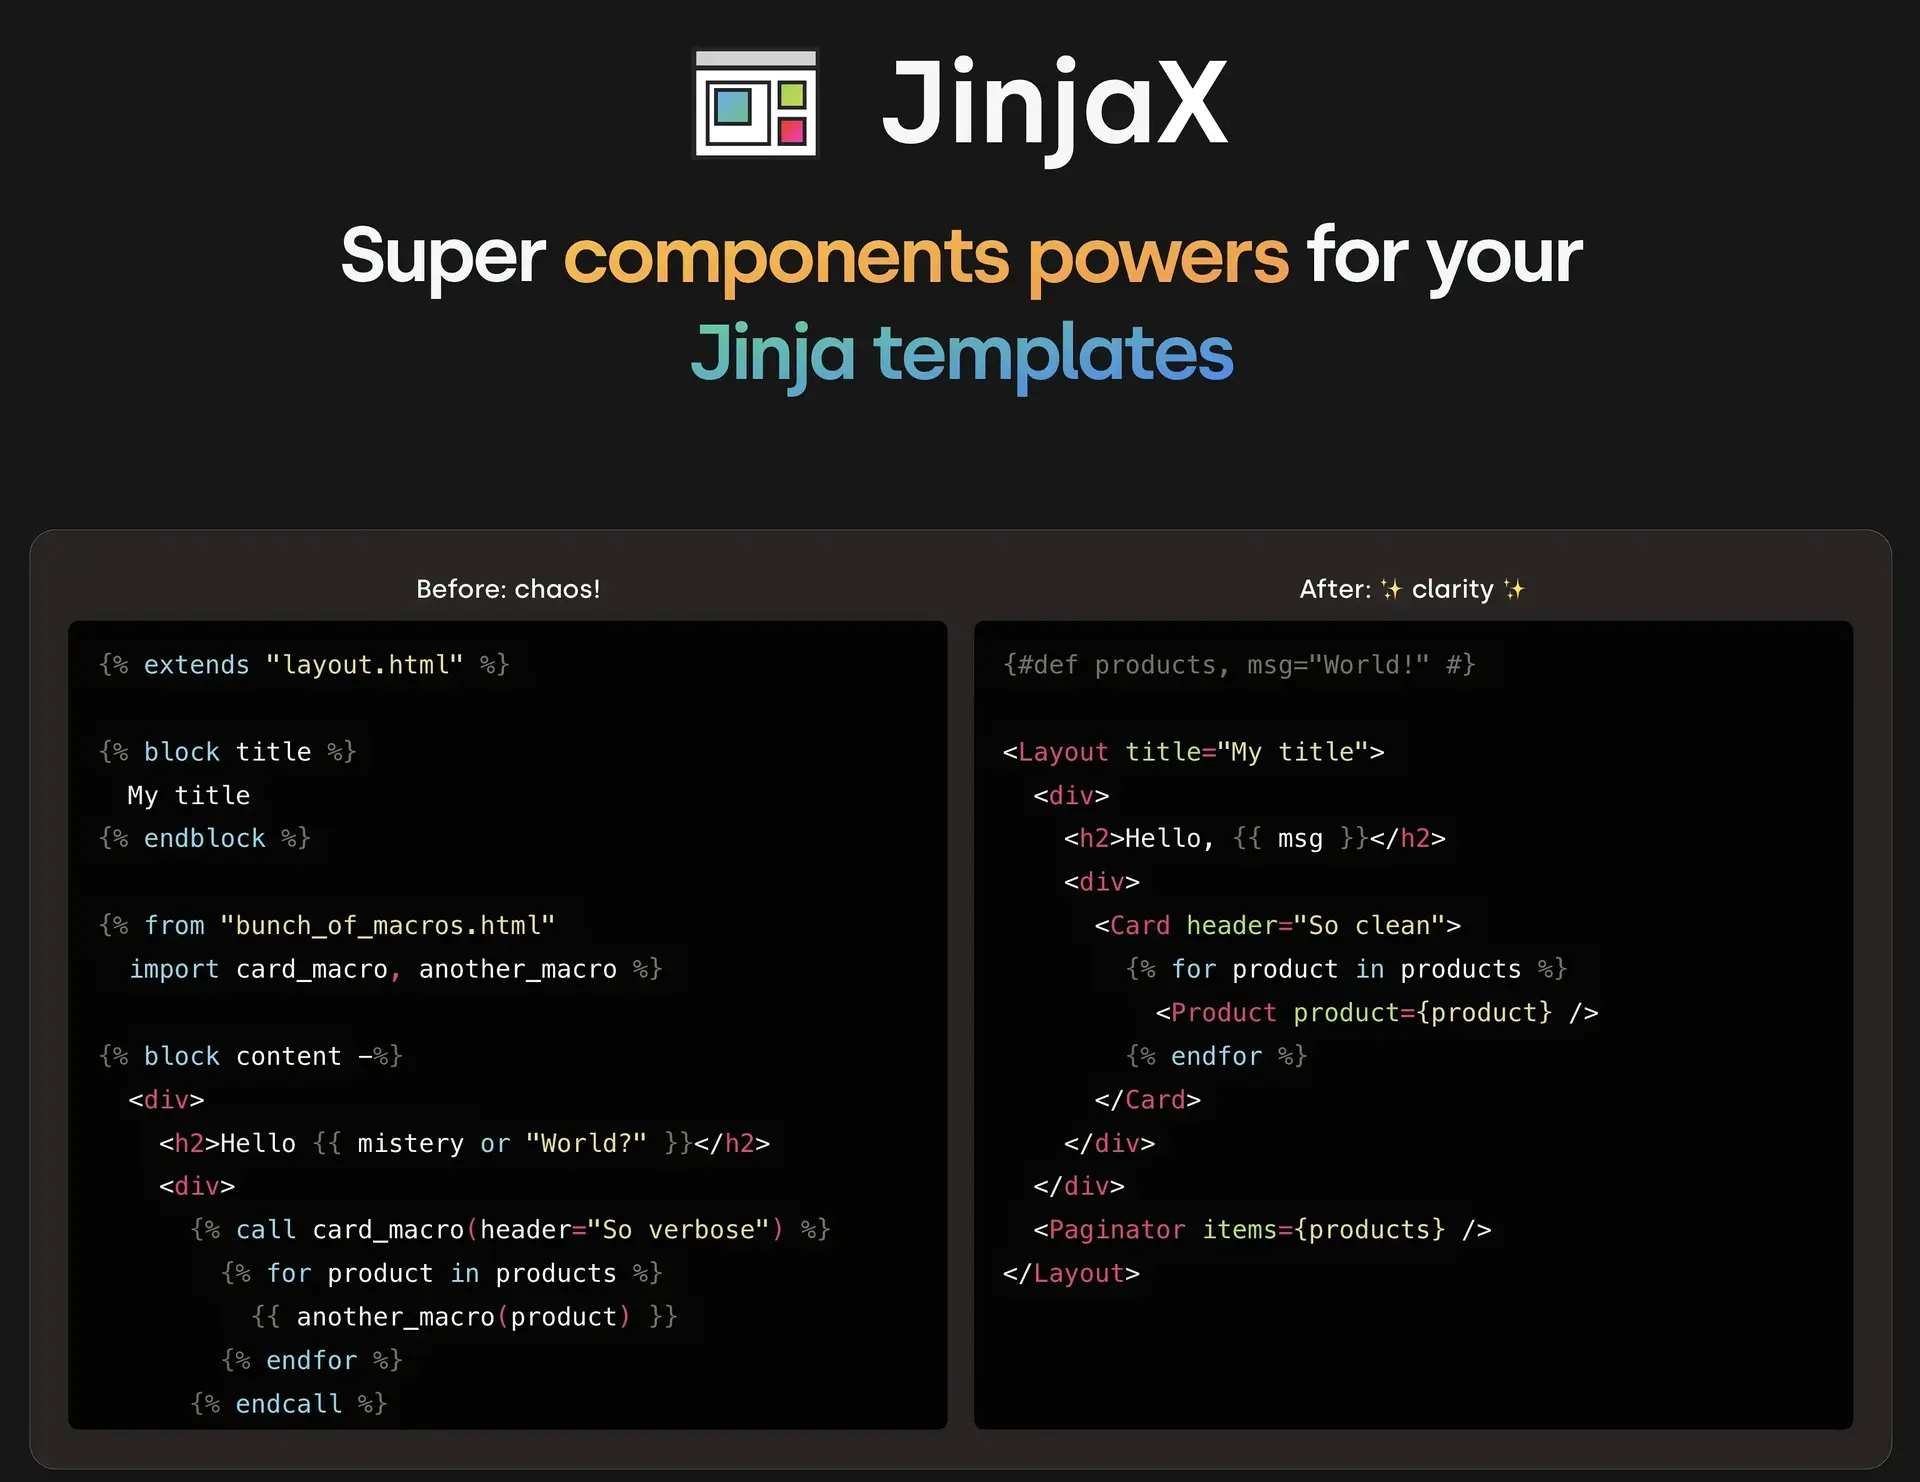 JinjaX
Super components powers for your
Jinja templates
Before: chaos!
{% extends "layout.html" %}
{% block title %}
  My title
{% endblock %}
{% from "bunch_of_macros.html"
  import card_macro, another_macro %}
{% block content -%}
  <div>
    <h2>Hello {{ mistery or "World?" }}</h2>
    <div>
      {% call card_macro(header="So verbose") %}
        {% for product in products %}
          {{ another_macro(product) }}
        {% endfor %}
      {% endcall %}
After: ✨ clarity ✨
{#def products, msg="World!" #}
<Layout title="My title">
  <div>
    <h2>Hello, {{ msg }}</h2>
    <div>
      <Card header="So clean">
        {% for product in products %}
          <Product product={product} />
        {% endfor %}
      </Card>
    </div>
  </div>
  <Paginator items={products} />
</Layout>